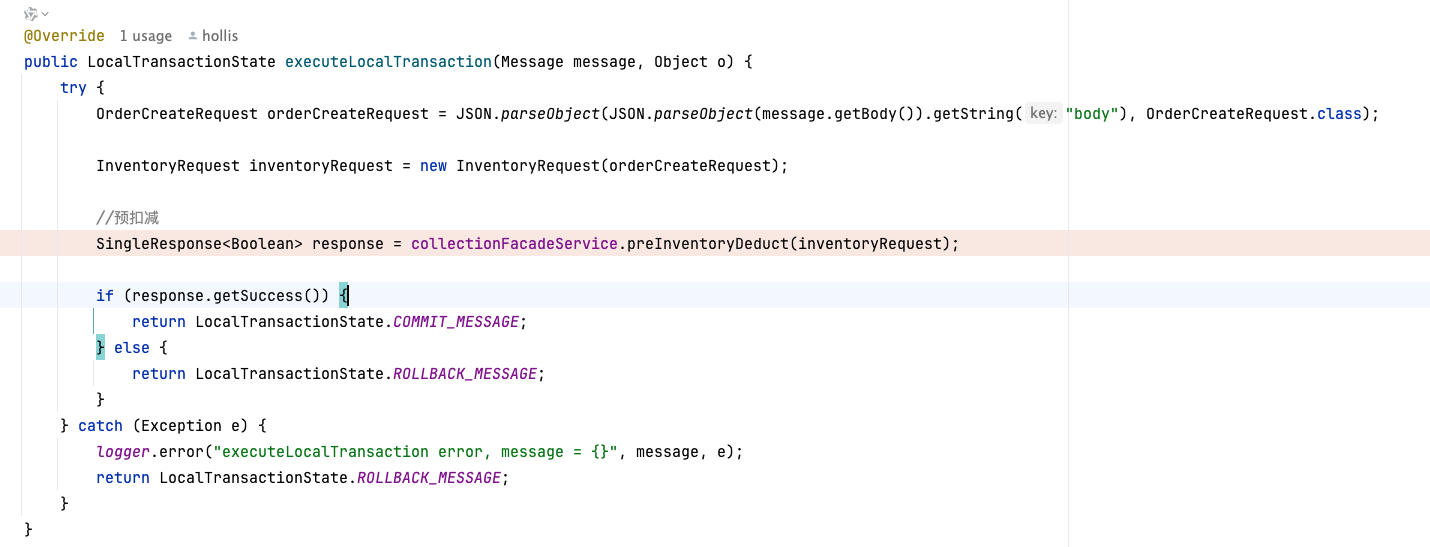 @Override 1 usage hollis
public LocalTransactionState executeLocalTransaction(Message message, Object o) {
try {
OrderCreateRequest orderCreateRequest = JSON.parseObject(JSON.parseObject(message.getBody()).getString( key: "body"), OrderCreateRequest.class);
InventoryRequest inventoryRequest = new InventoryRequest(orderCreateRequest);
//预扣减
SingleResponse<Boolean> response = collectionFacadeService.preInventoryDeduct(inventoryRequest);
if (response.getSuccess()) {
return LocalTransactionState.COMMIT_MESSAGE;
} else {
return LocalTransactionState.ROLLBACK_MESSAGE;
}
} catch (Exception e) {
logger.error("executeLocalTransaction error, message = {}", message, e);
return LocalTransactionState.ROLLBACK_MESSAGE;
}
}